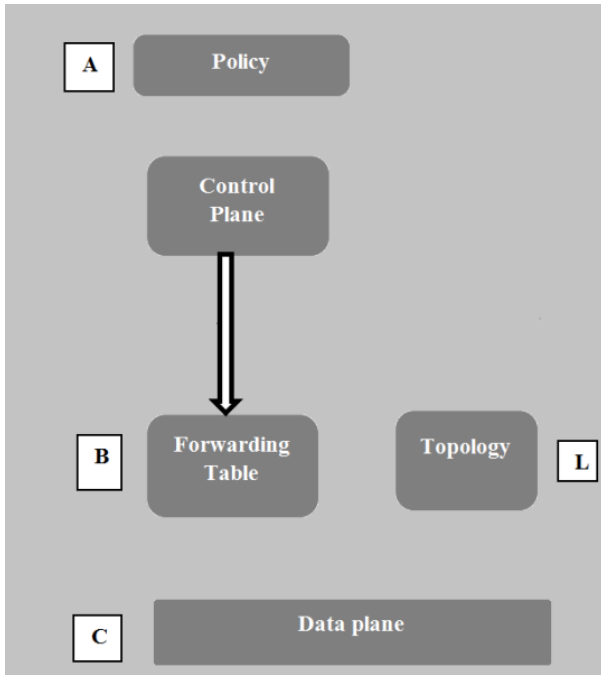 A
Policy
Control
Plane
B
Forwarding
Table
Topology
L
C
Data plane